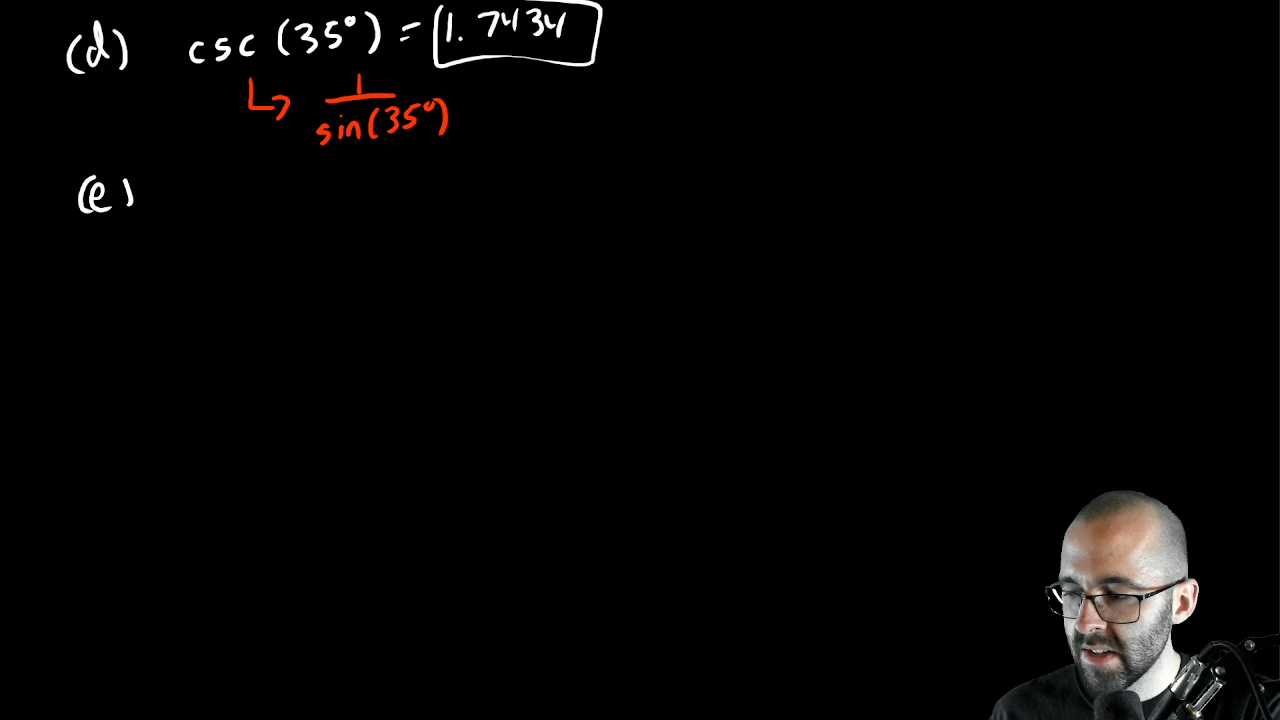 (d) csc (35°) = 1.7434
↳ 1
sin(35°)
(e)